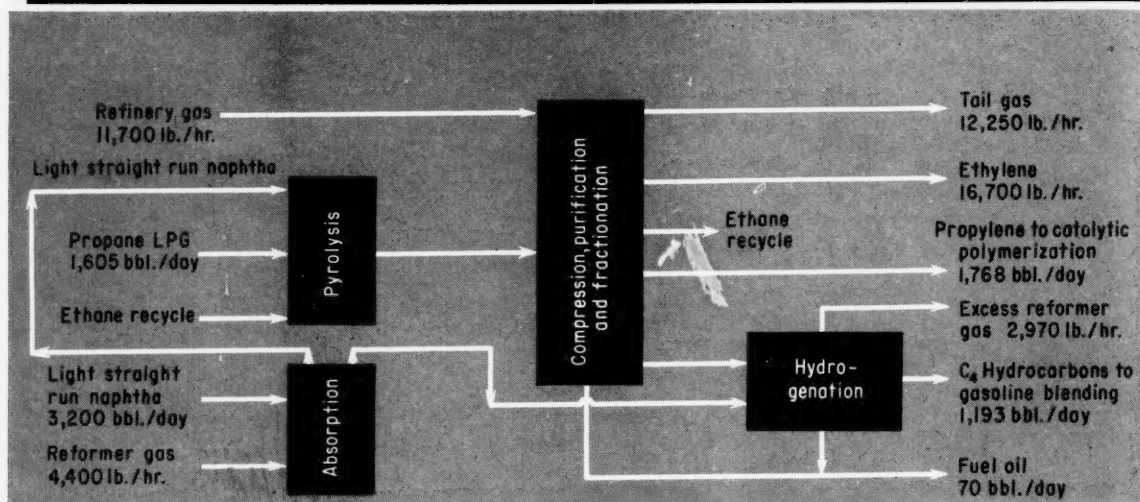 Refinery gas
11,700 lb./hr.
Light straight run naphtha
Propane LPG
1,605 bbl./day
Ethane recycle
Light straight
run naphtha
3,200 bbl./day
Reformer gas
4,400 lb./hr.
Pyrolysis
Absorption
Compression, purification
and fractionation
Ethane
recycle
Hydro-
genation
Tail gas
12,250 lb./hr.
Ethylene
16,700 lb./hr.
Propylene to catalytic
polymerization
1,768 bbl./day
Excess reformer
gas 2,970 lb./hr.
C₄ Hydrocarbons to
gasoline blending
1,193 bbl./day
Fuel oil
70 bbl./day